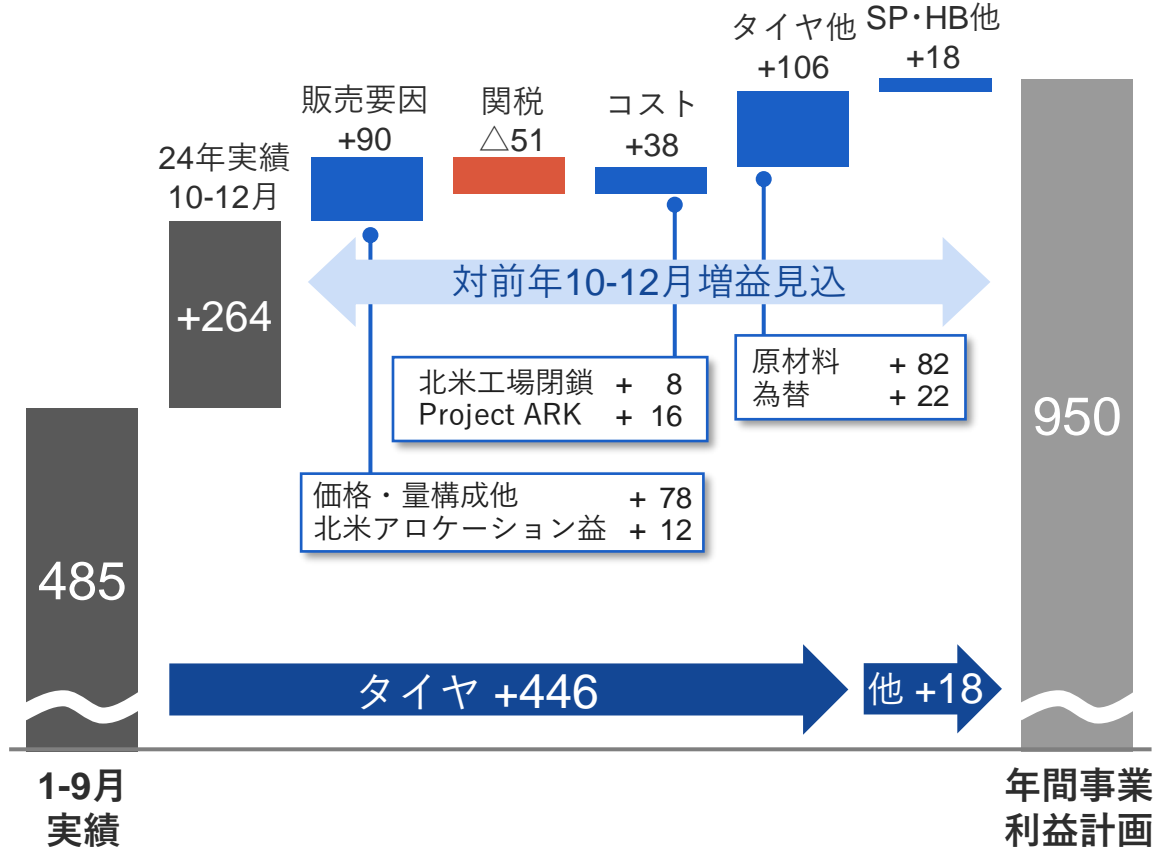 SP･HB他
+18
タイヤ他
+106
販売要因
+90
関税
△51
コスト
+38
24年実績
10-12月
+264
対前年10-12月増益見込
原材料 + 82
為替 + 22
北米工場閉鎖 + 8
Project ARK + 16
価格・量構成他 + 78
北米アロケーション益 + 12
485
950
タイヤ +446
他 +18
1-9月
実績
年間事業
利益計画